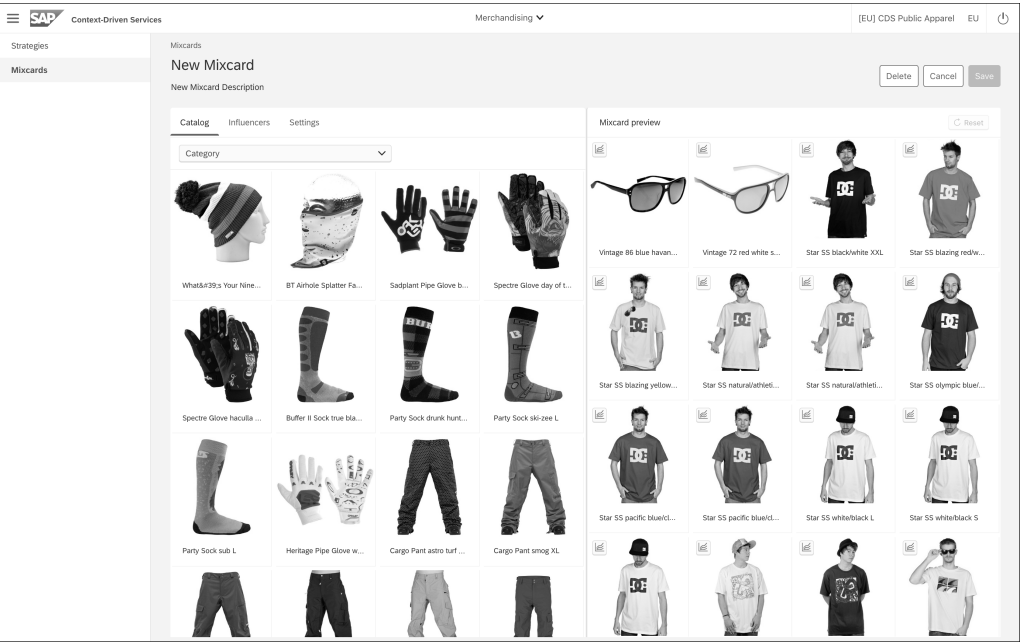 SAP
Context-Driven Services
Merchandising
[EU] CDS Public Apparel
EU
Strategies
Mixcards
Mixcards
New Mixcard
New Mixcard Description
Delete
Cancel
Save
Catalog
Influencers
Settings
Category
What&#39;s Your Nine...
BT Airhole Splatter Fa...
Sadplant Pipe Glove b...
Spectre Glove day of t...
Spectre Glove haculla ...
Buffer II Sock true bla...
Party Sock drunk hunt...
Party Sock ski-zee L
Party Sock sub L
Heritage Pipe Glove w...
Cargo Pant astro turf ...
Cargo Pant smog XL
Mixcard preview
Reset
Vintage 86 blue havan...
Vintage 72 red white s...
Star SS black/white XXL
Star SS blazing red/w...
Star SS blazing yellow...
Star SS natural/athleti...
Star SS natural/athleti...
Star SS olympic blue/...
Star SS pacific blue/cl...
Star SS pacific blue/cl...
Star SS white/black L
Star SS white/black S